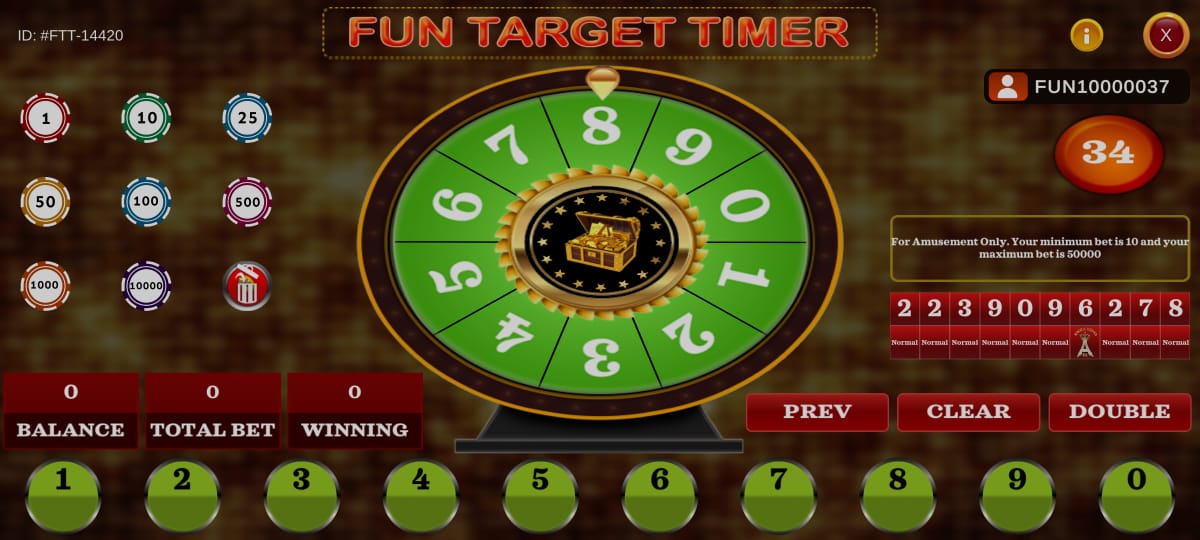 ID: #FTT-14420
FUN TARGET TIMER
i
X
FUN10000037
1 10 25
50 100 500
1000 10000
8
9
0
1
2
3
4
5
6
7
34
For Amusement Only. Your minimum bet is 10 and your
maximum bet is 50000
2 2 3 9 0 9 6 2 7 8
Normal Normal Normal Normal Normal Normal Normal Normal Normal
0 0 0
BALANCE TOTAL BET WINNING
PREV CLEAR DOUBLE
1 2 3 4 5 6 7 8 9 0